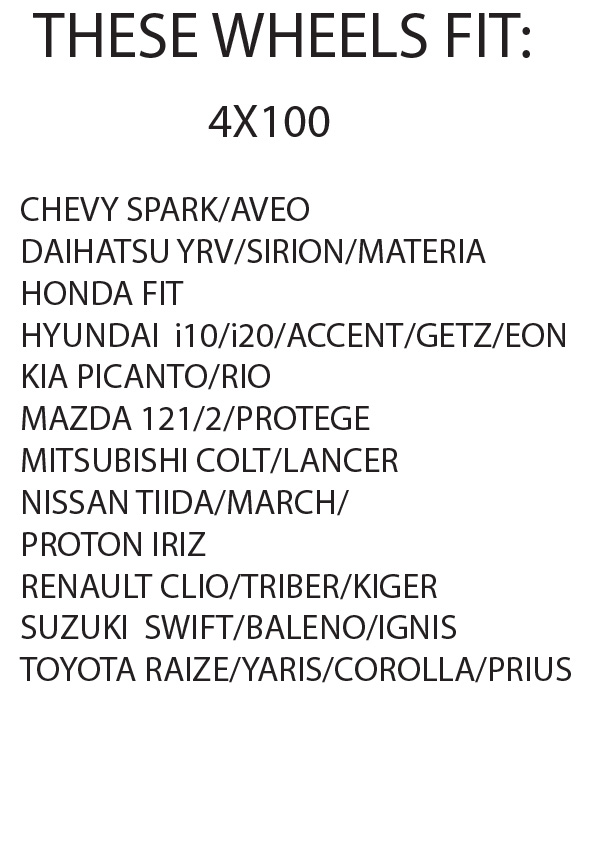 THESE WHEELS FIT:
4X100
CHEVY SPARK/AVEO
DAIHATSU YRV/SIRION/MATERIA
HONDA FIT
HYUNDAI  i10/i20/ACCENT/GETZ/EON
KIA PICANTO/RIO
MAZDA 121/2/PROTEGE
MITSUBISHI COLT/LANCER
NISSAN TIIDA/MARCH/
PROTON IRIZ
RENAULT CLIO/TRIBER/KIGER
SUZUKI  SWIFT/BALENO/IGNIS
TOYOTA RAIZE/YARIS/COROLLA/PRIUS